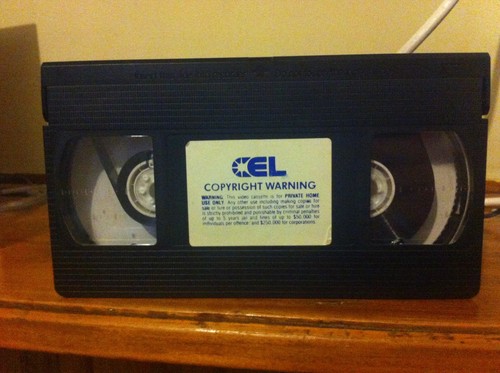 CEL
COPYRIGHT WARNING
WARNING. This video cassette is for PRIVATE HOME
USE ONLY. Any other use including making copies for
sale or hire or possession of such copies for sale or hire
is strictly prohibited and punishable by criminal penalties
of up to 5 years jail and fines of up to $50,000 for
individuals per offence and $250,000 for corporations.